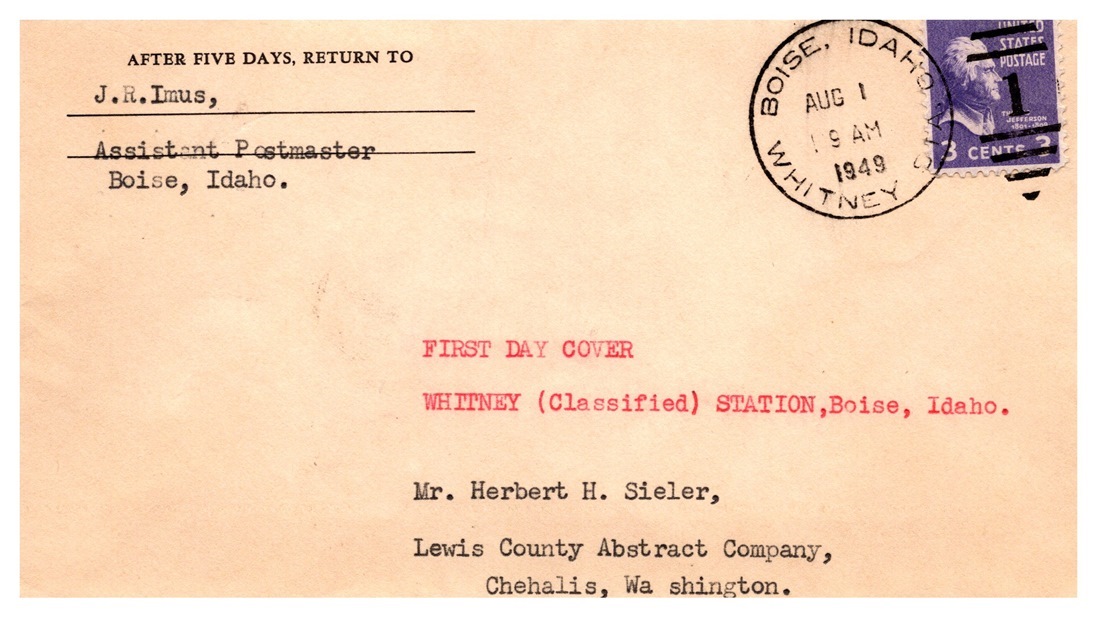 AFTER FIVE DAYS, RETURN TO
J.R.Imus,
Assistant Postmaster
Boise, Idaho.
BOISE, IDAHO
AUG 1
9 AM
1949
WHITNEY STA.
UNITED
STATES
POSTAGE
1
JEFFERSON
3 CENTS 3
FIRST DAY COVER
WHITNEY (Classified) STATION,Boise, Idaho.
Mr. Herbert H. Sieler,
Lewis County Abstract Company,
Chehalis, Wa shington.